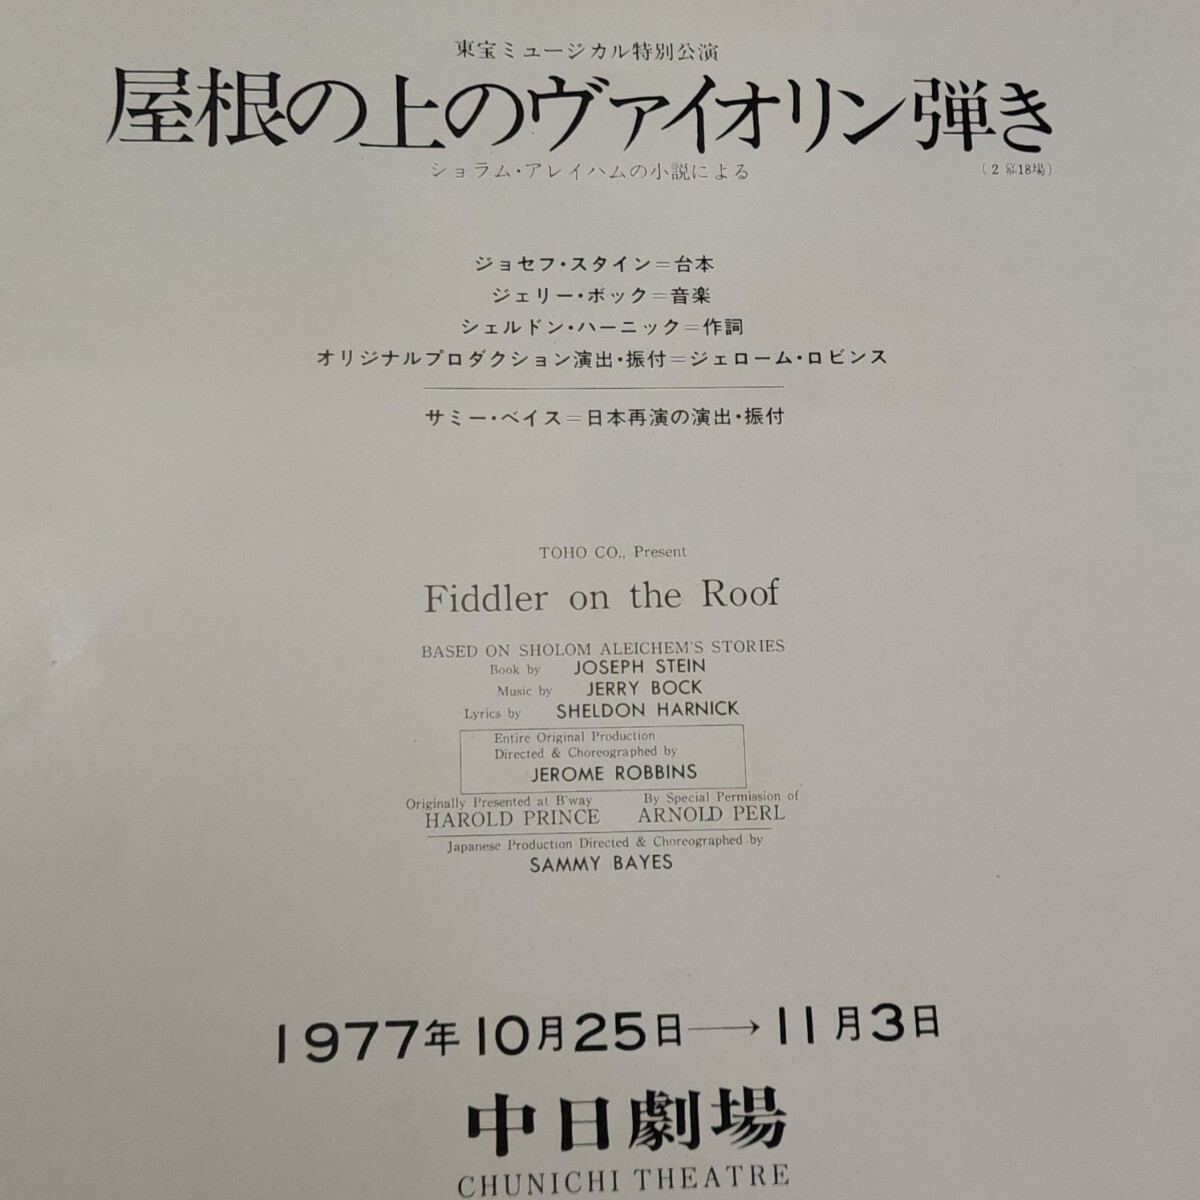 東宝ミュージカル特別公演
屋根の上のヴァイオリン弾き
ショラム・アレイハムの小説による
(2幕18場)
ジョセフ・スタイン=台本
ジェリー・ボック=音楽
シェルドン・ハーニック=作詞
オリジナルプロダクション演出・振付=ジェローム・ロビンス
サミー・ベイス=日本再演の演出・振付
TOHO CO., Present
Fiddler on the Roof
BASED ON SHOLOM ALEICHEM'S STORIES
Book by JOSEPH STEIN
Music by JERRY BOCK
Lyrics by SHELDON HARNICK
Entire Original Production
Directed & Choreographed by
JEROME ROBBINS
Originally Presented at B'way By Special Permission of
HAROLD PRINCE ARNOLD PERL
Japanese Production Directed & Choreographed by
SAMMY BAYES
1977年10月25日→11月3日
中日劇場
CHUNICHI THEATRE